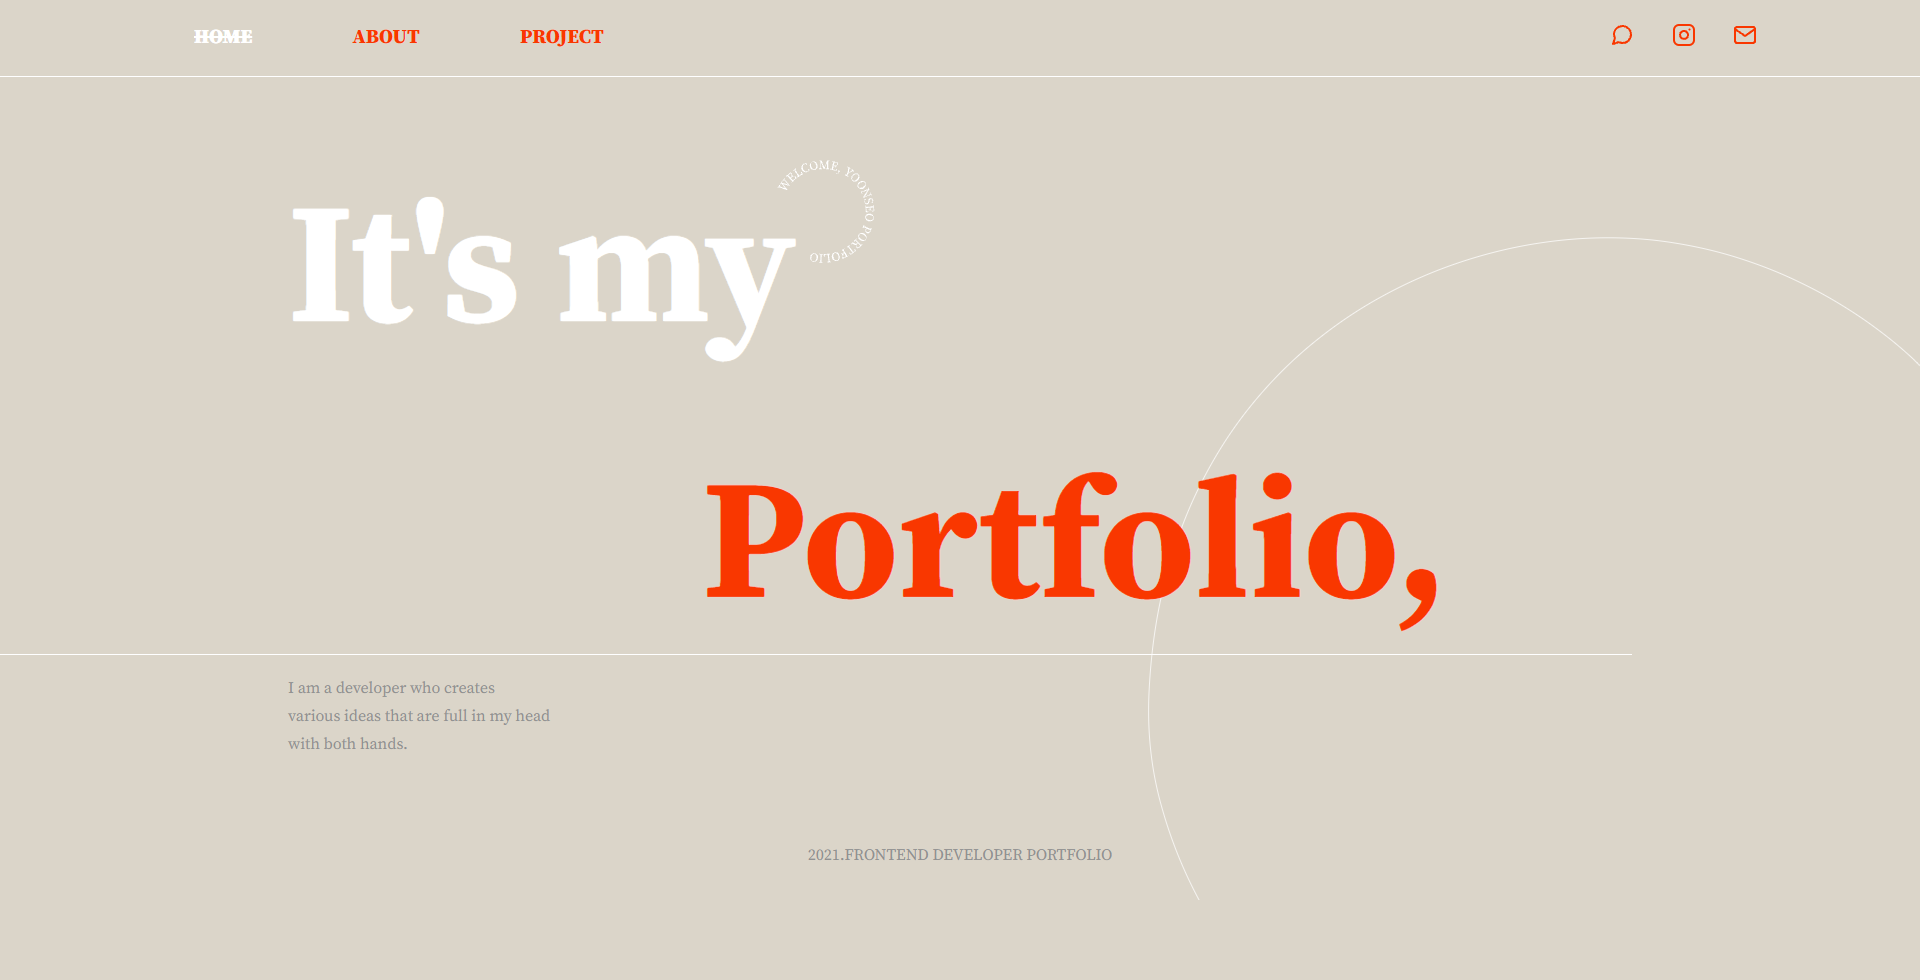 HOME
ABOUT
PROJECT
WELCOME, YOONSEO PORTFOLIO
It's my
Portfolio,
I am a developer who creates
various ideas that are full in my head
with both hands.
2021.FRONTEND DEVELOPER PORTFOLIO